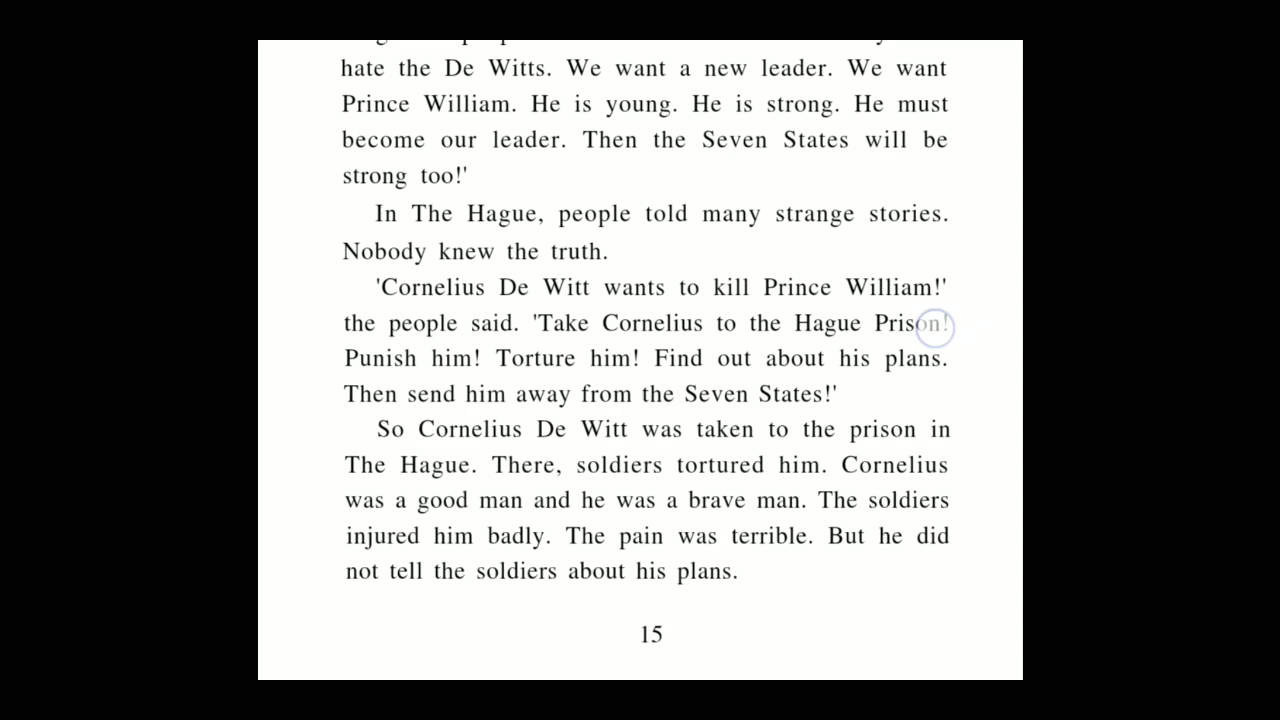 hate the De Witts. We want a new leader. We want
Prince William. He is young. He is strong. He must
become our leader. Then the Seven States will be
strong too!'
In The Hague, people told many strange stories.
Nobody knew the truth.
'Cornelius De Witt wants to kill Prince William!'
the people said. 'Take Cornelius to the Hague Prison!
Punish him! Torture him! Find out about his plans.
Then send him away from the Seven States!'
So Cornelius De Witt was taken to the prison in
The Hague. There, soldiers tortured him. Cornelius
was a good man and he was a brave man. The soldiers
injured him badly. The pain was terrible. But he did
not tell the soldiers about his plans.
15